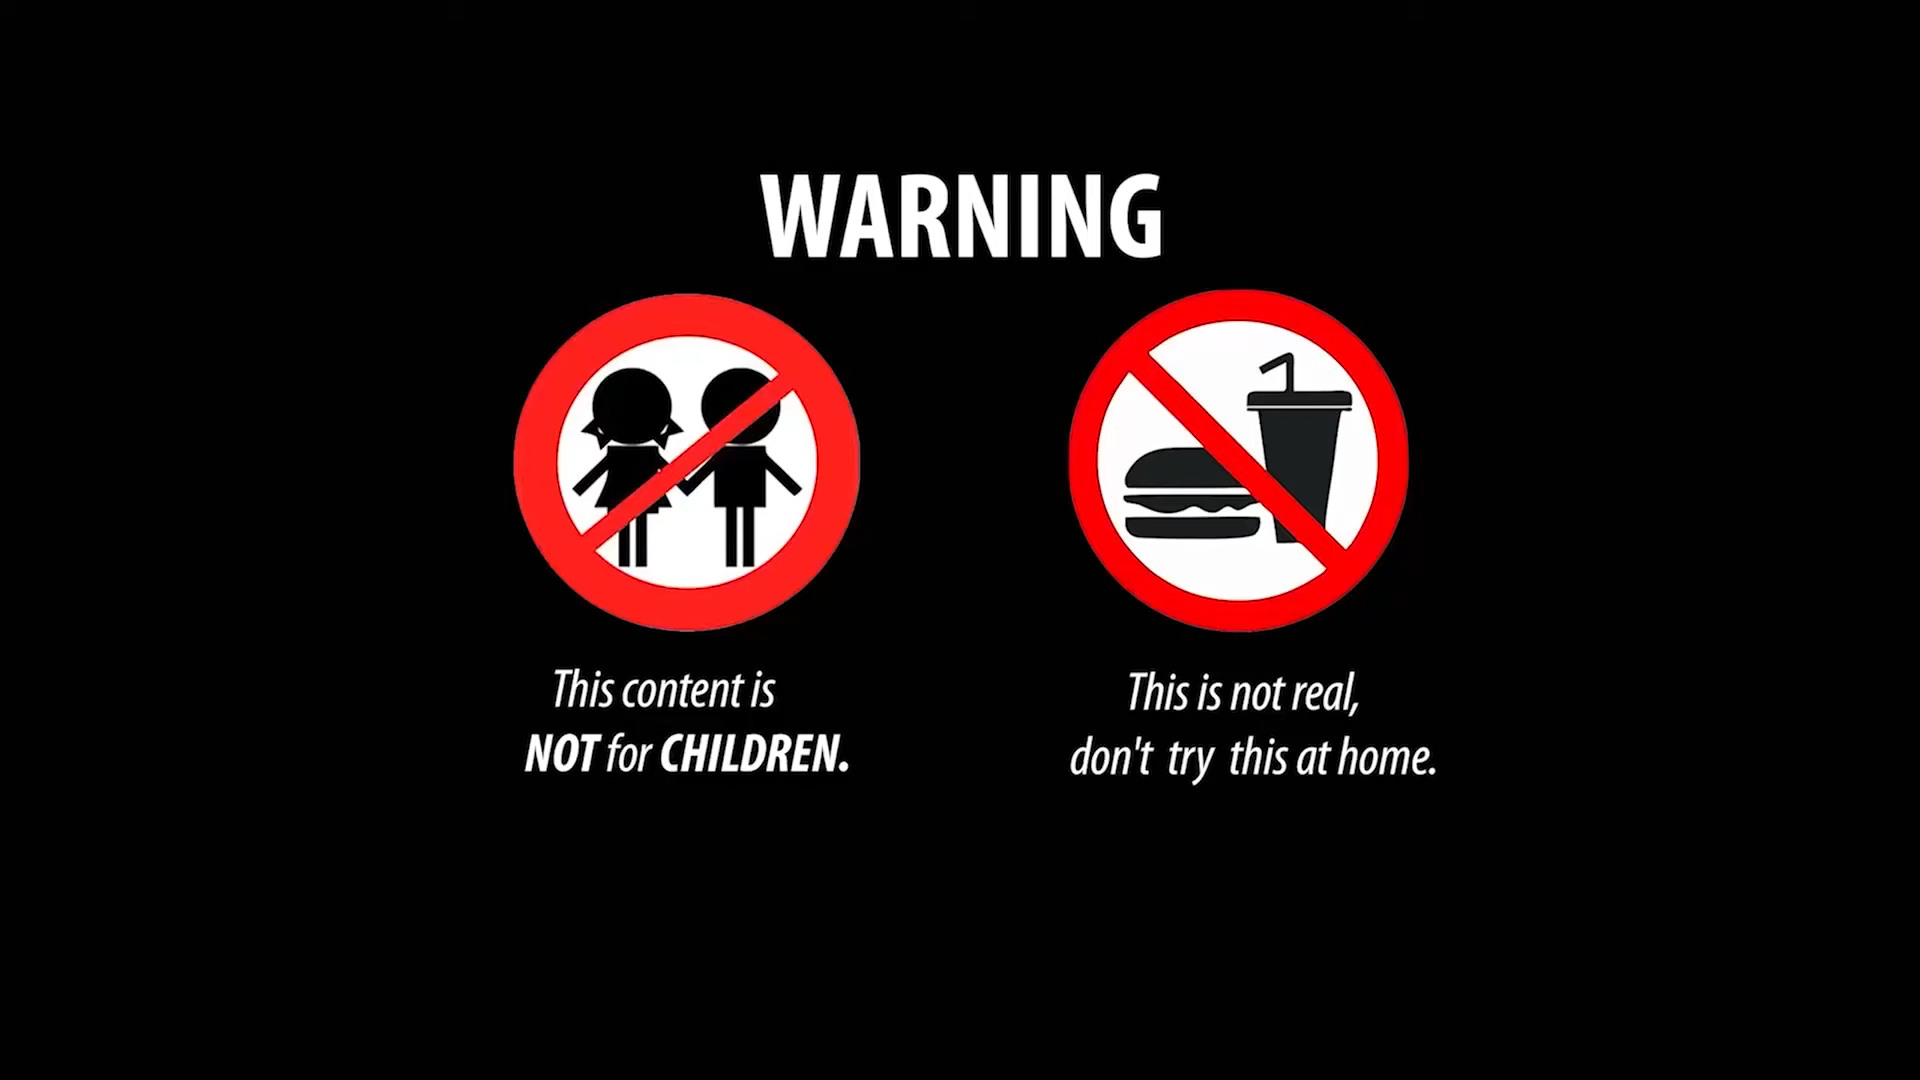 WARNING
This content is
NOT for CHILDREN.
This is not real,
don't try this at home.